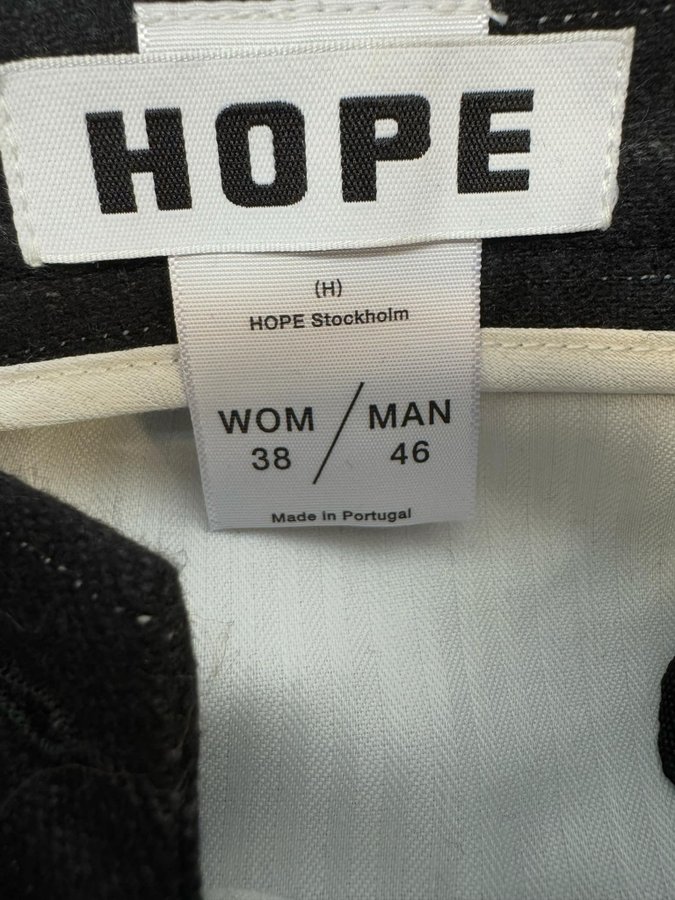 HOPE
(H)
HOPE Stockholm
WOM / MAN
38 46
Made in Portugal